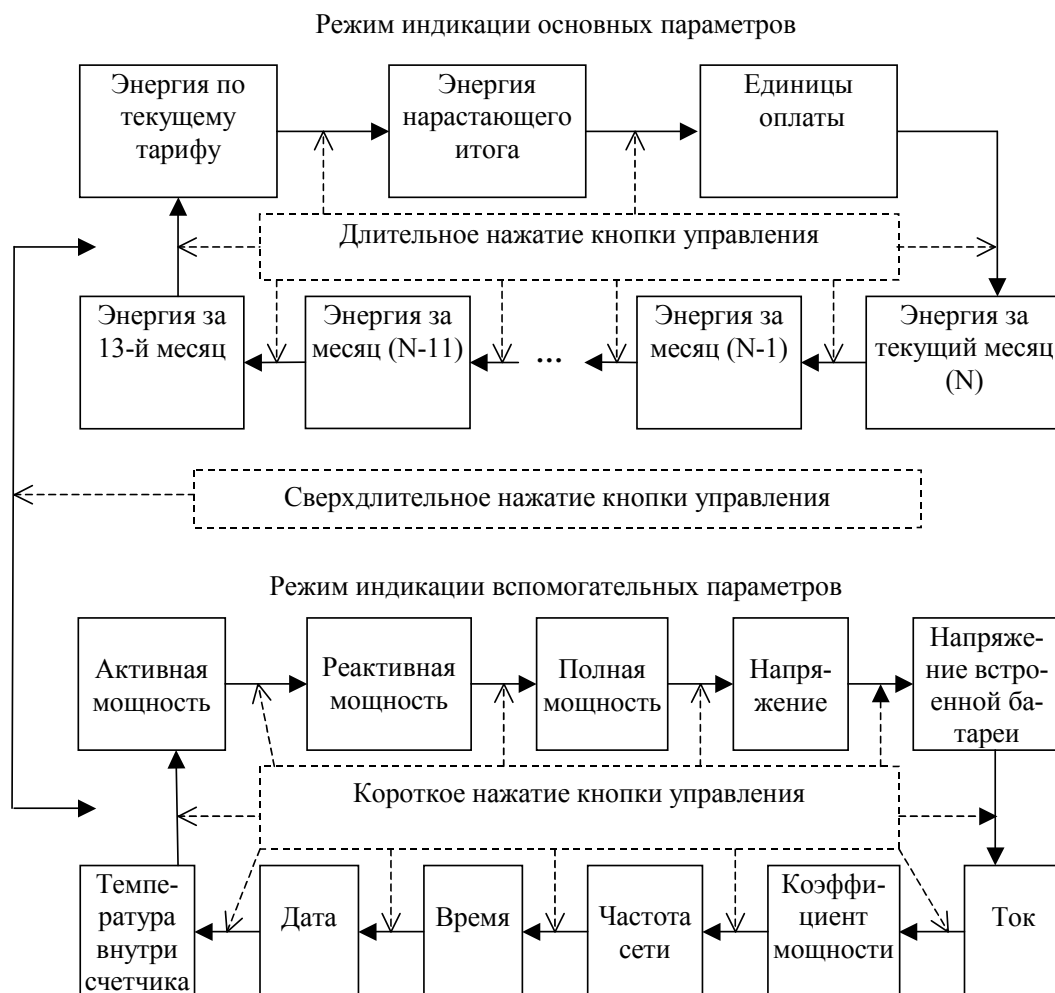 Режим индикации основных параметров
Энергия по
текущему
тарифу
Энергия
нарастающего
итога
Единицы
оплаты
Длительное нажатие кнопки управления
Энергия за
13-й месяц
Энергия за
месяц (N-11)
...
Энергия за
месяц (N-1)
Энергия за
текущий месяц
(N)
Сверхдлительное нажатие кнопки управления
Режим индикации вспомогательных параметров
Активная
мощность
Реактивная
мощность
Полная
мощность
Напря-
жение
Напряже-
ние встро-
енной ба-
тареи
Короткое нажатие кнопки управления
Темпе-
ратура
внутри
счетчика
Дата
Время
Частота
сети
Коэффи-
циент
мощности
Ток